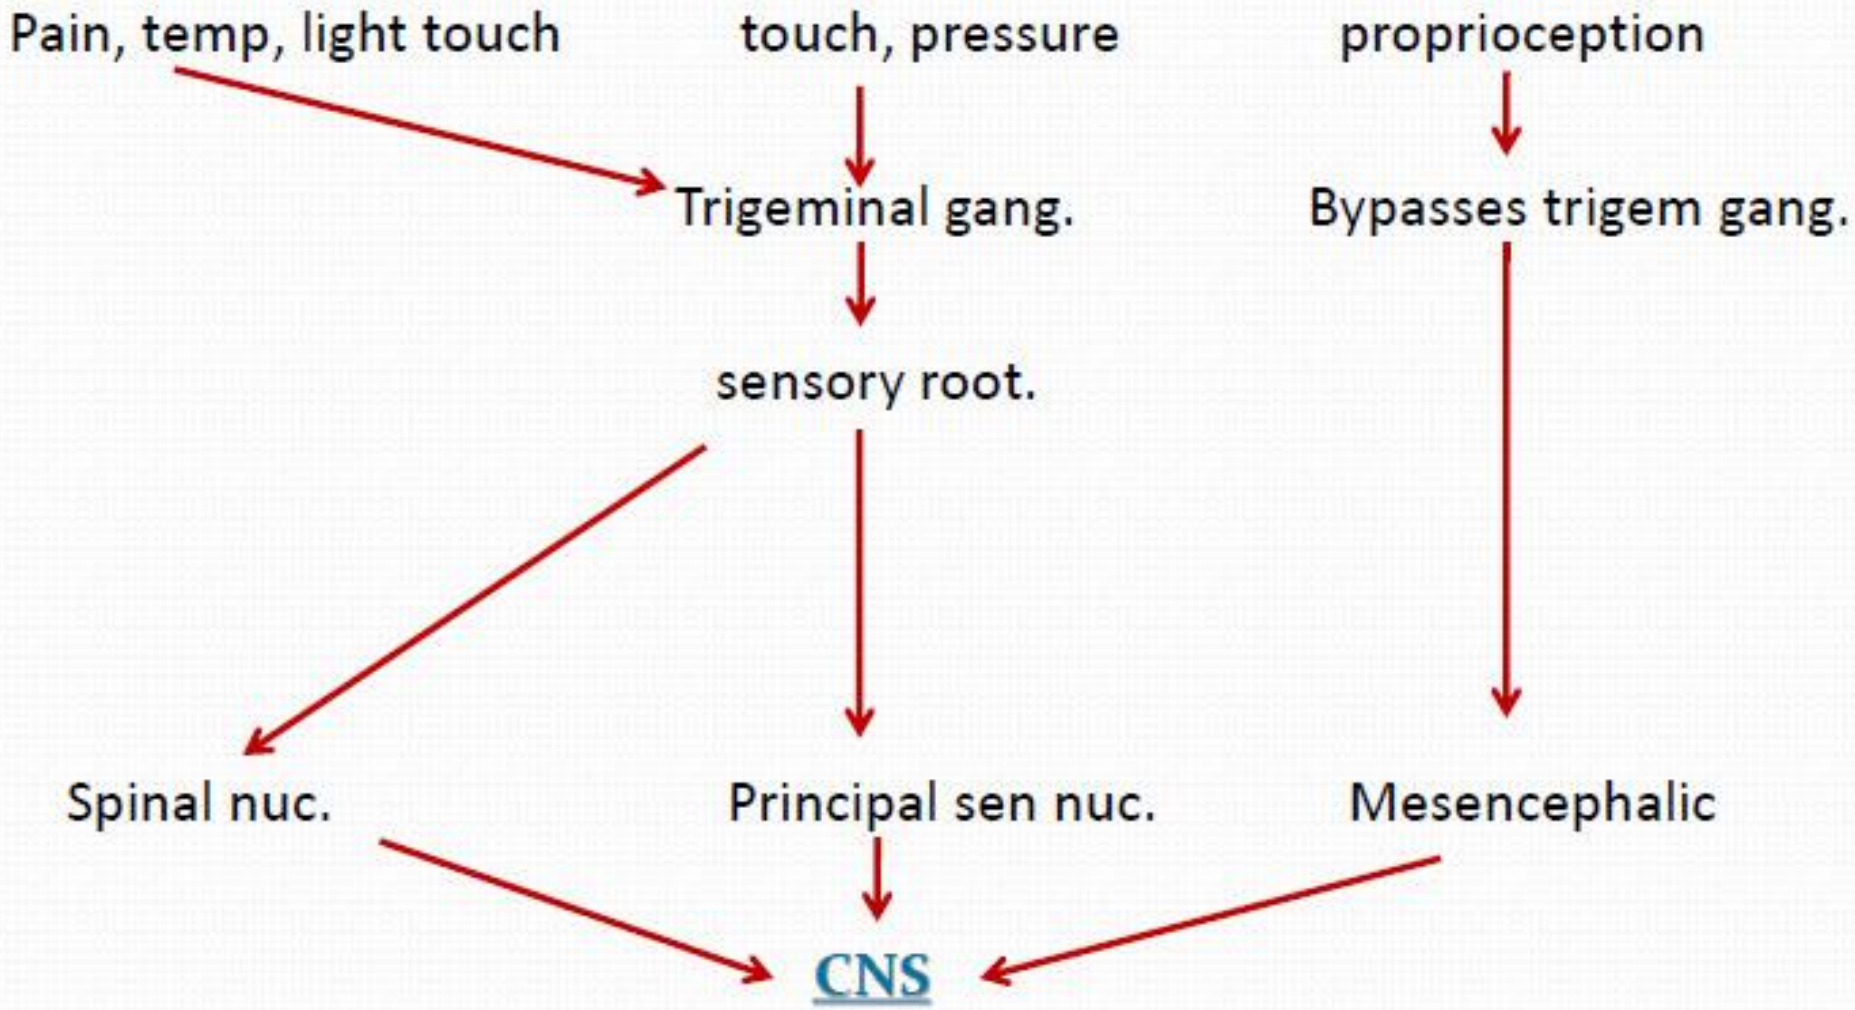 Pain, temp, light touch
touch, pressure
proprioception
Trigeminal gang.
Bypasses trigem gang.
sensory root.
Spinal nuc.
Principal sen nuc.
Mesencephalic
CNS